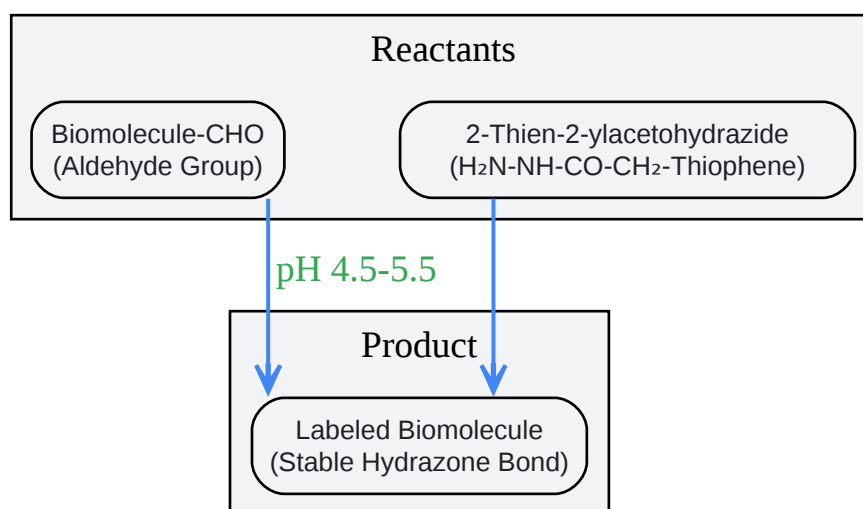 Reactants
Biomolecule-CHO
(Aldehyde Group)
2-Thien-2-ylacetohydrazide
(H₂N-NH-CO-CH₂-Thiophene)
pH 4.5-5.5
Product
Labeled Biomolecule
(Stable Hydrazone Bond)